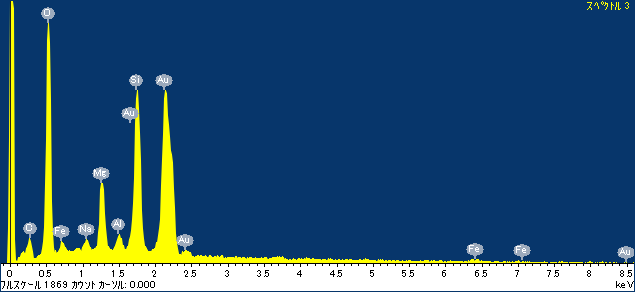 スペクトル 3
O
Si Au
Au
Mg
C Fe Na Al
Au
Fe Fe Au
0 0.5 1 1.5 2 2.5 3 3.5 4 4.5 5 5.5 6 6.5 7 7.5 8 8.5
フルスケール 1869 カウント カーソル: 0.000 keV